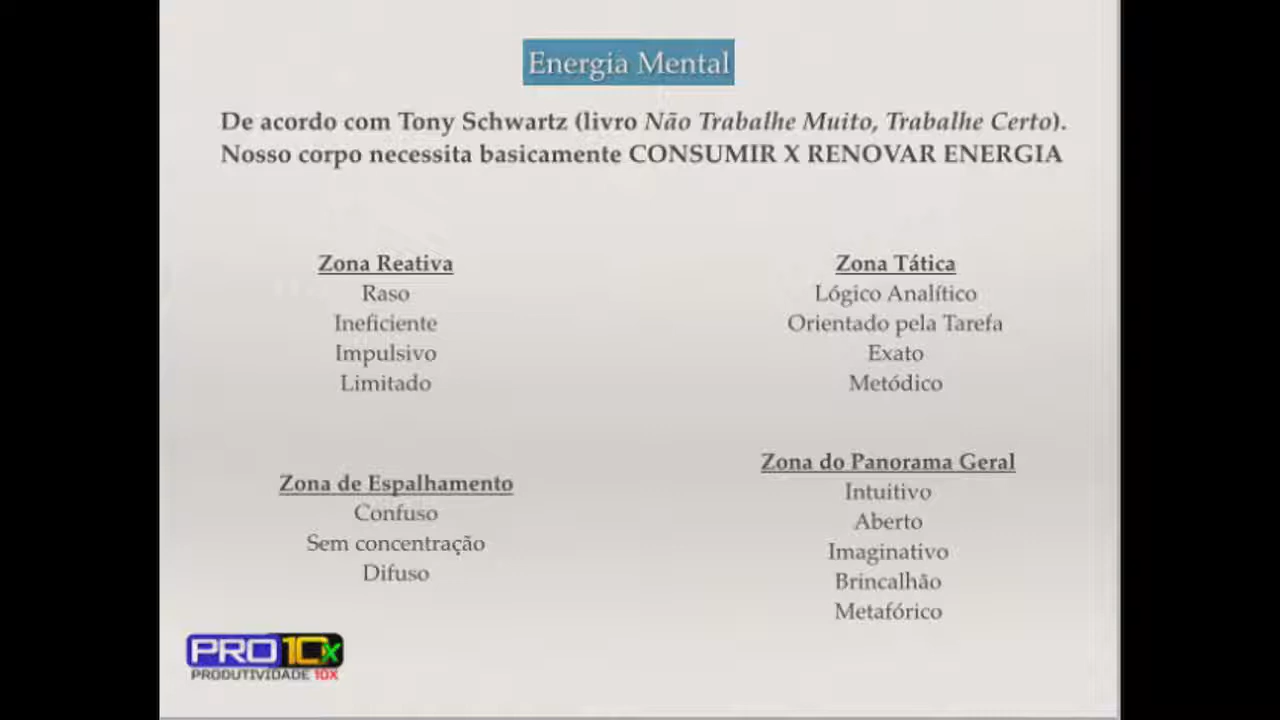 Energia Mental
De acordo com Tony Schwartz (livro Não Trabalhe Muito, Trabalhe Certo).
Nosso corpo necessita basicamente CONSUMIR X RENOVAR ENERGIA
Zona Reativa
Raso
Ineficiente
Impulsivo
Limitado
Zona Tática
Lógico Analítico
Orientado pela Tarefa
Exato
Metódico
Zona de Espalhamento
Confuso
Sem concentração
Difuso
Zona do Panorama Geral
Intuitivo
Aberto
Imaginativo
Brincalhão
Metafórico
PRO10x
PRODUTIVIDADE 10X